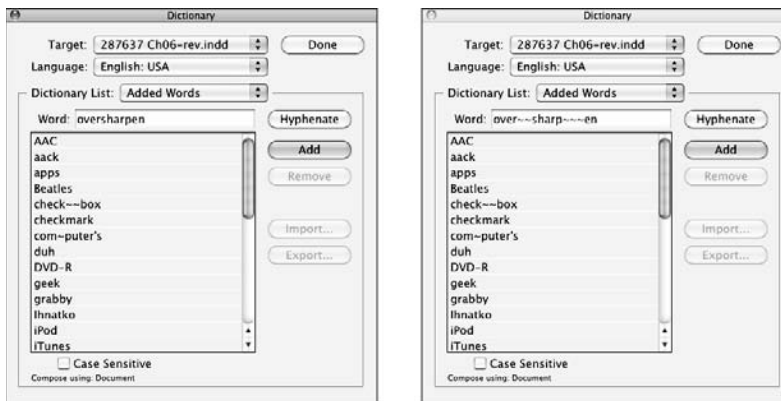 Dictionary
Target: 287637 Ch06-rev.indd Done
Language: English: USA
Dictionary List: Added Words
Word: oversharpen Hyphenate
AAC
Add
aack
apps
Remove
Beatles
check~~box
checkmark
Import...
com~puter's
duh
Export...
DVD-R
geek
grabby
Ihnatko
iPod
iTunes
Case Sensitive
Compose using: Document
Dictionary
Target: 287637 Ch06-rev.indd Done
Language: English: USA
Dictionary List: Added Words
Word: over~~sharp~~~en Hyphenate
AAC
Add
aack
apps
Remove
Beatles
check~~box
checkmark
Import...
com~puter's
duh
Export...
DVD-R
geek
grabby
Ihnatko
iPod
iTunes
Case Sensitive
Compose using: Document